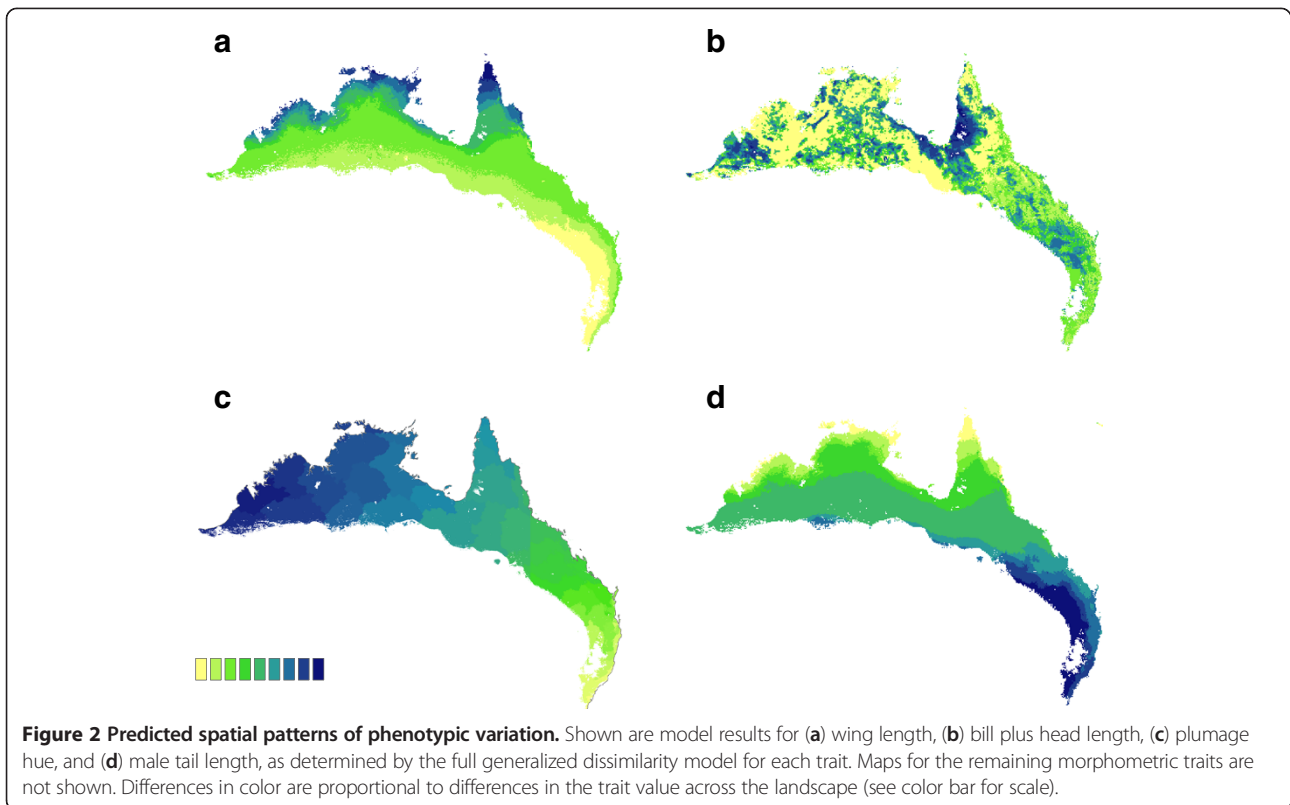 a
b
c
d
Figure 2 Predicted spatial patterns of phenotypic variation. Shown are model results for (a) wing length, (b) bill plus head length, (c) plumage
hue, and (d) male tail length, as determined by the full generalized dissimilarity model for each trait. Maps for the remaining morphometric traits are
not shown. Differences in color are proportional to differences in the trait value across the landscape (see color bar for scale).